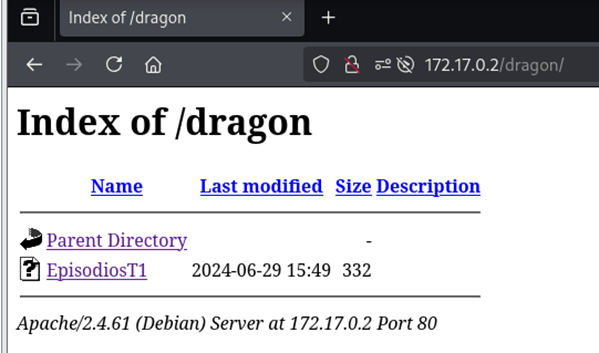 Index of /dragon
172.17.0.2/dragon/
Index of /dragon
Name Last modified Size Description
Parent Directory -
EpisodiosT1 2024-06-29 15:49 332
Apache/2.4.61 (Debian) Server at 172.17.0.2 Port 80